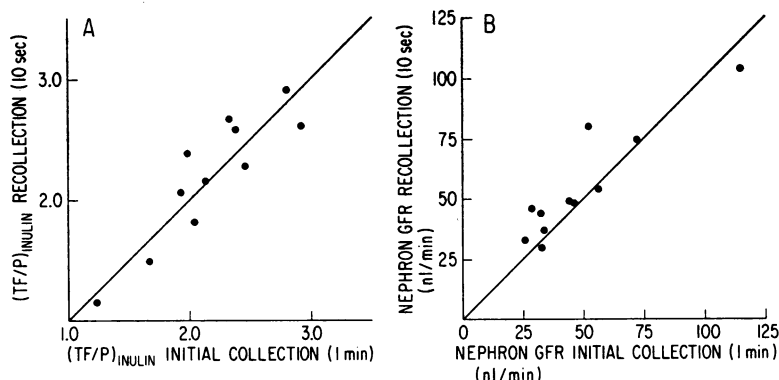 A
(TF/P)INULIN RECOLLECTION (10 sec)
3.0
2.0
1.0
2.0
3.0
(TF/P)INULIN INITIAL COLLECTION (1 min)
B
NEPHRON GFR RECOLLECTION (10 sec)
(nl/min)
125
100
75
50
25
0
25
50
75
100
125
NEPHRON GFR INITIAL COLLECTION (1 min)
(nl/min)